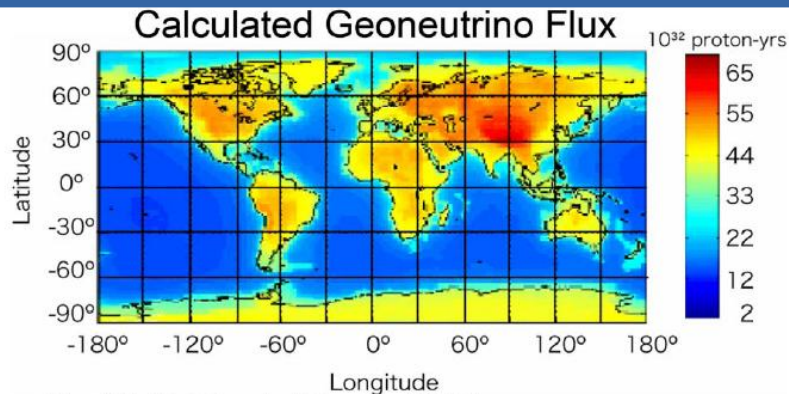 Calculated Geoneutrino Flux
10³² proton-yrs
90º
60º
30º
0º
-30º
-60º
-90º
Latitude
-180º -120º -60º 0º 60º 120º 180º
Longitude
65
55
44
33
22
12
2